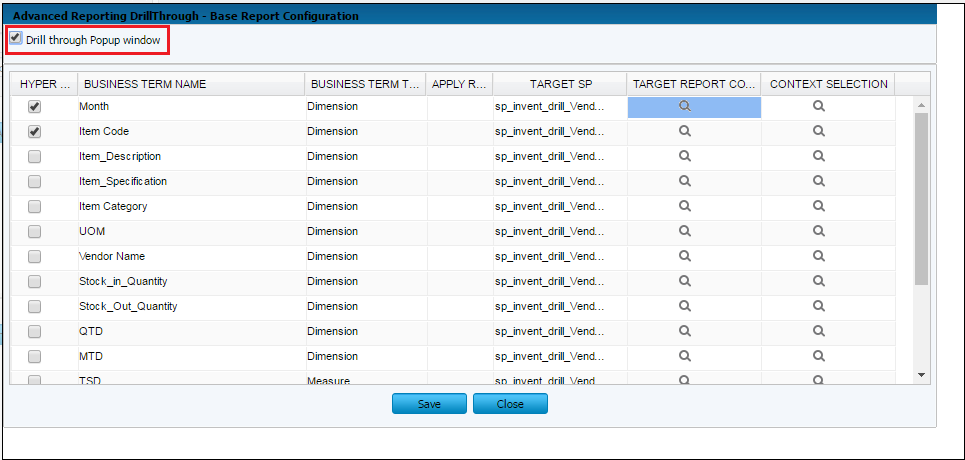 Advanced Reporting DrillThrough - Base Report Configuration
Drill through Popup window
HYPER ... BUSINESS TERM NAME BUSINESS TERM T... APPLY R... TARGET SP TARGET REPORT CO... CONTEXT SELECTION
Month Dimension sp_invent_drill_Vend...
Item Code Dimension sp_invent_drill_Vend...
Item_Description Dimension sp_invent_drill_Vend...
Item_Specification Dimension sp_invent_drill_Vend...
Item Category Dimension sp_invent_drill_Vend...
UOM Dimension sp_invent_drill_Vend...
Vendor Name Dimension sp_invent_drill_Vend...
Stock_in_Quantity Dimension sp_invent_drill_Vend...
Stock_Out_Quantity Dimension sp_invent_drill_Vend...
QTD Dimension sp_invent_drill_Vend...
MTD Dimension sp_invent_drill_Vend...
TSD Measure sp_invent_drill_Vend
Save Close